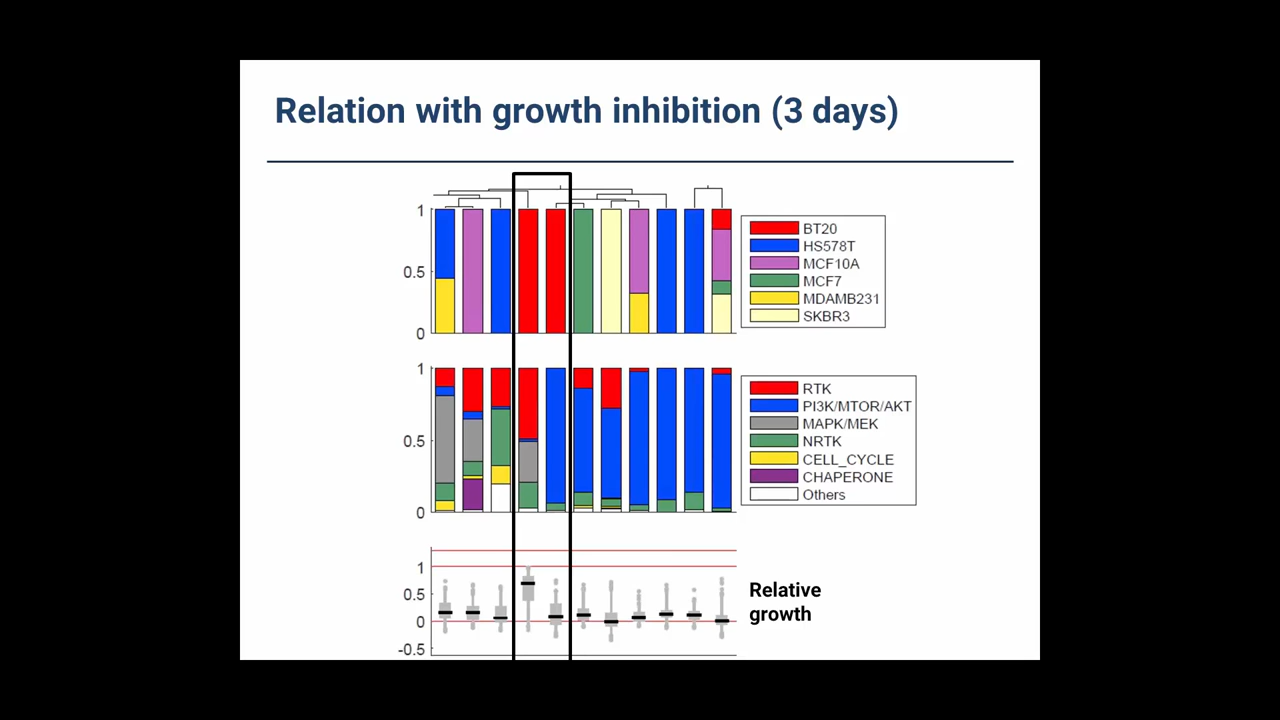 Relation with growth inhibition (3 days)
1
0.5
0
BT20
HS578T
MCF10A
MCF7
MDAMB231
SKBR3
1
0.5
0
RTK
PI3K/MTOR/AKT
MAPK/MEK
NRTK
CELL_CYCLE
CHAPERONE
Others
1
0.5
0
-0.5
Relative
growth